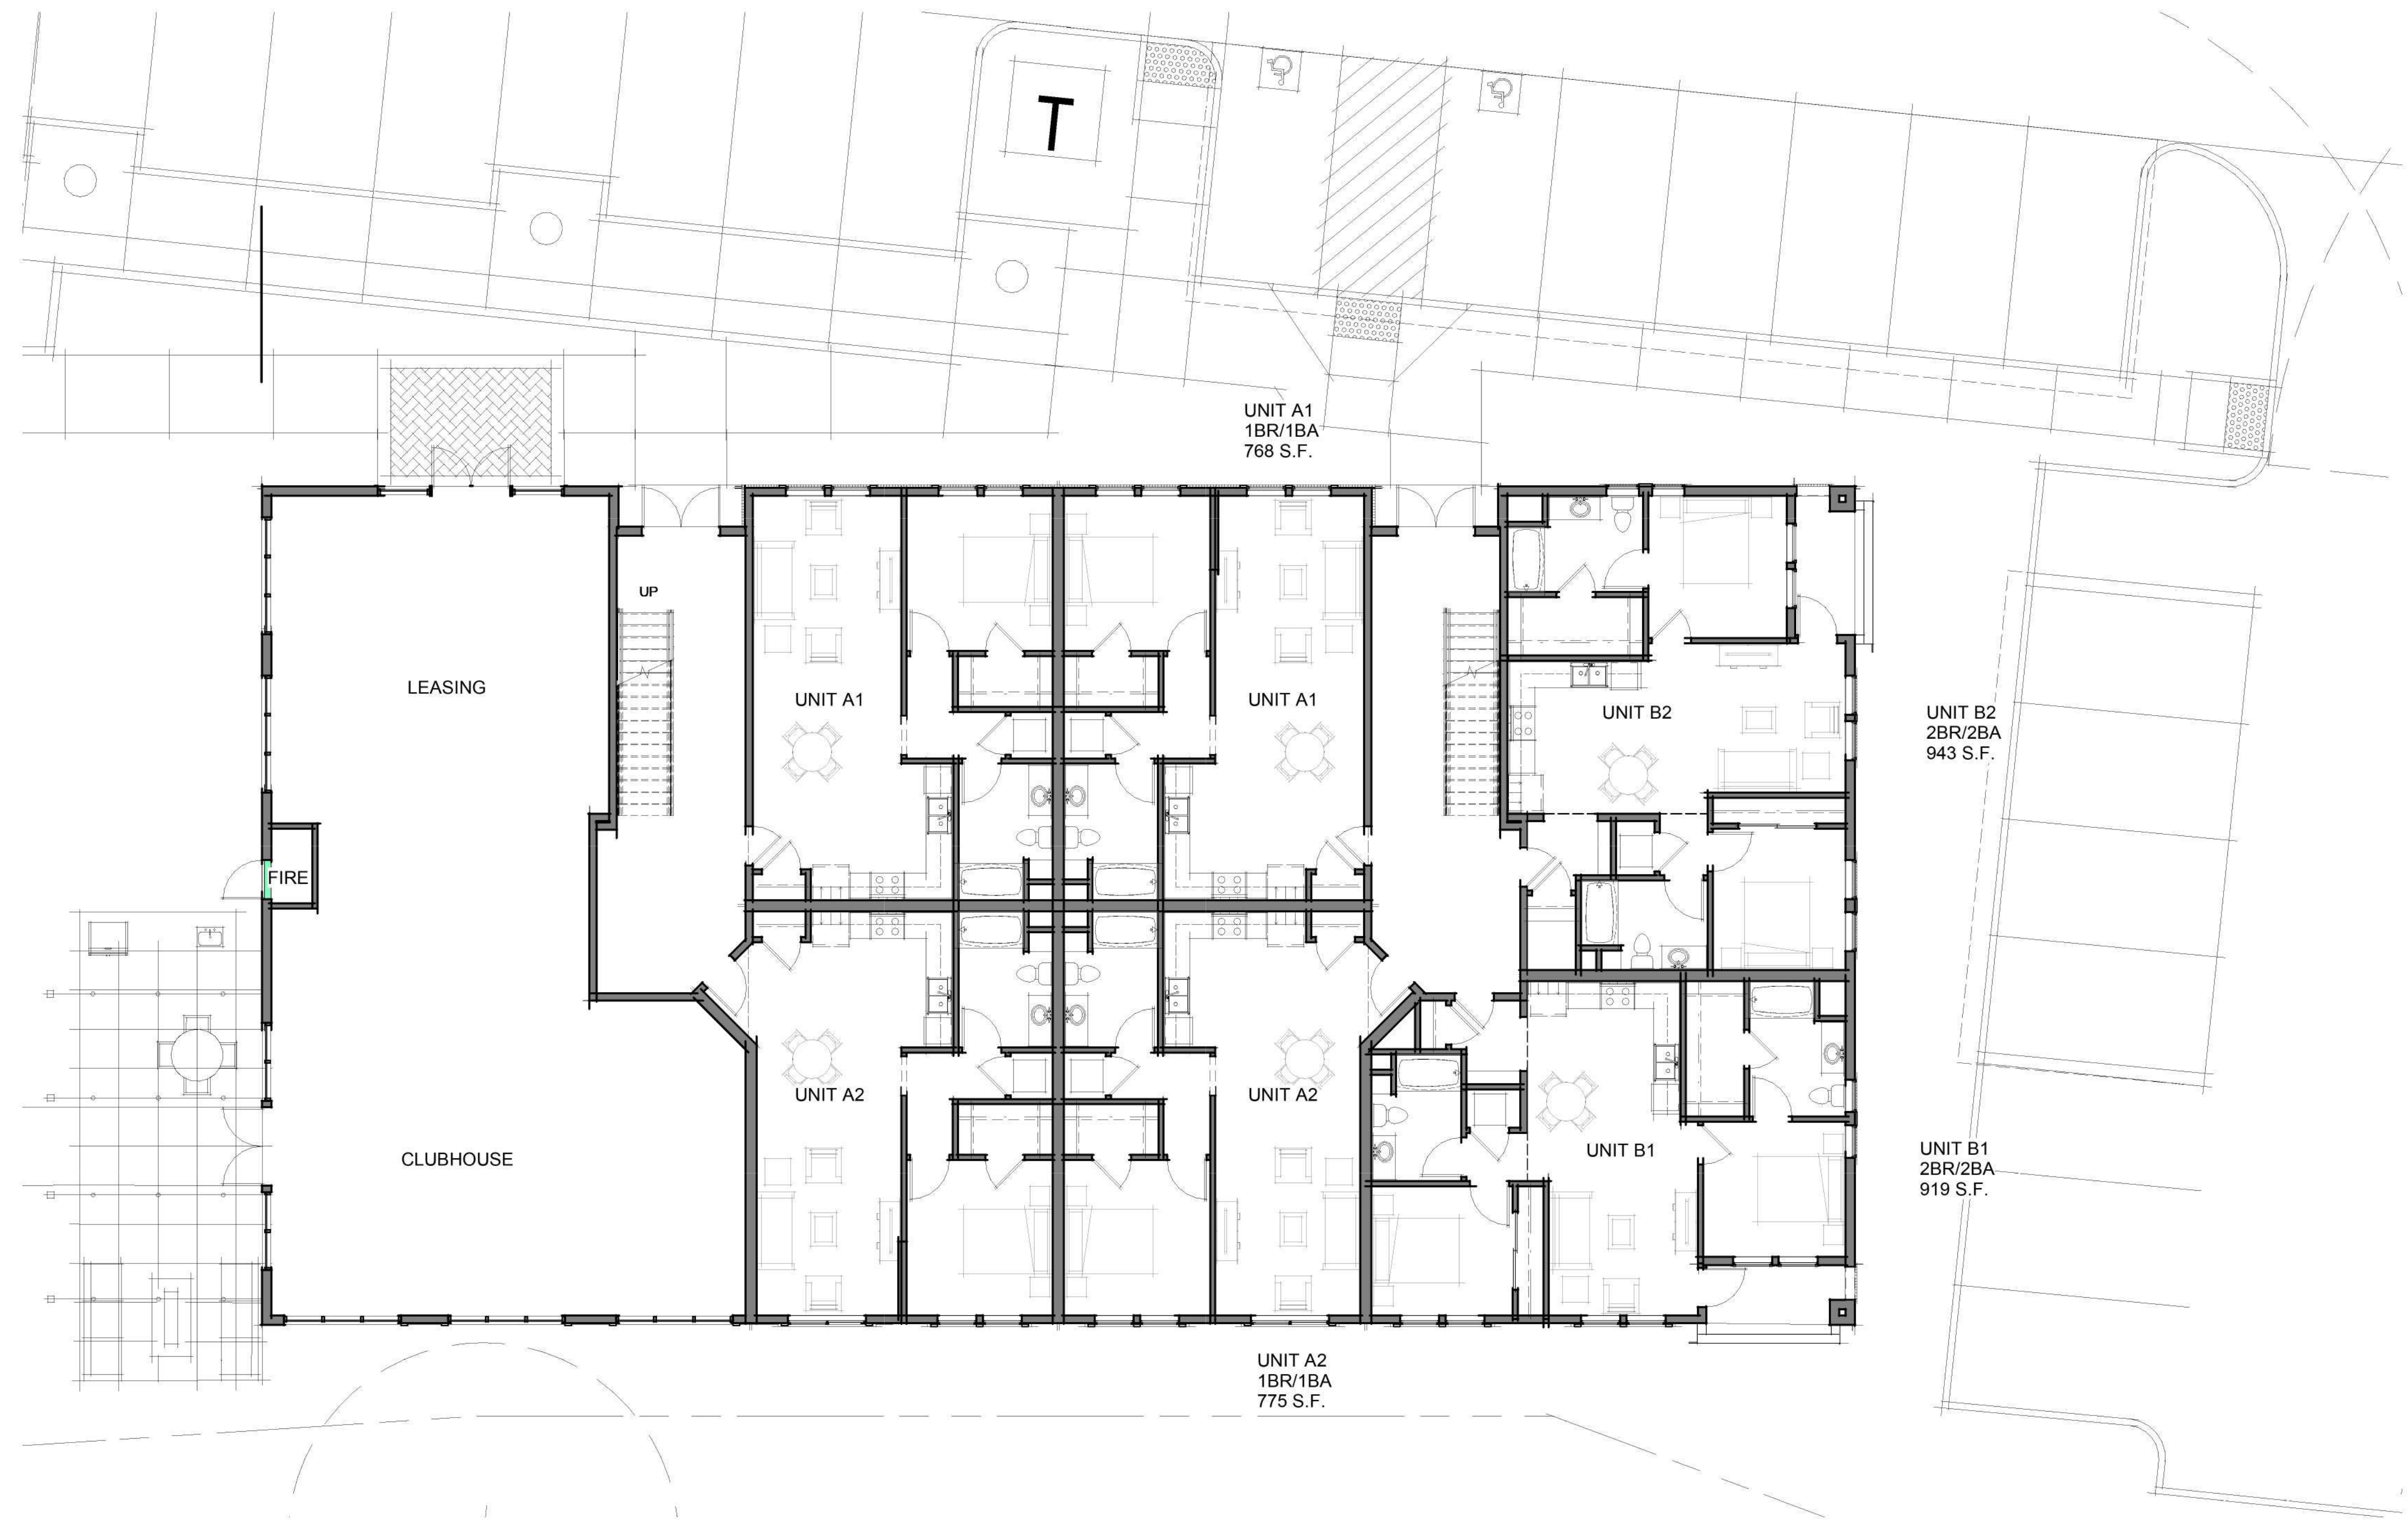 T
UNIT A1
1BR/1BA
768 S.F.
UP
LEASING
UNIT A1
UNIT A1
UNIT B2
UNIT B2
2BR/2BA
943 S.F.
FIRE
UNIT A2
UNIT A2
UNIT B1
CLUBHOUSE
UNIT B1
2BR/2BA
919 S.F.
UNIT A2
1BR/1BA
775 S.F.